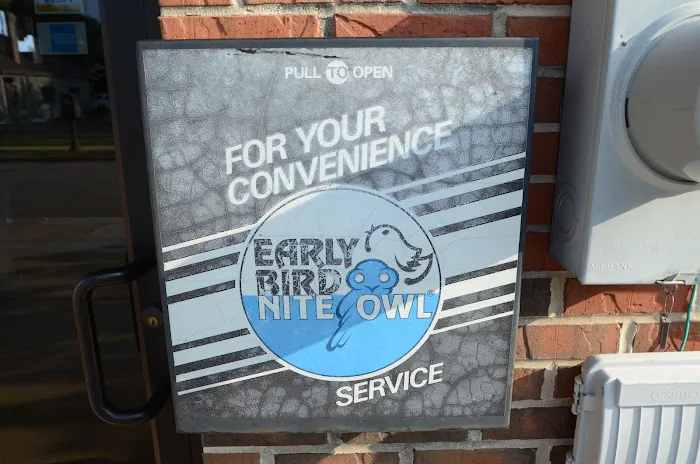 PULL TO OPEN
FOR YOUR
CONVENIENCE
EARLY
BIRD
NITE OWL
SERVICE